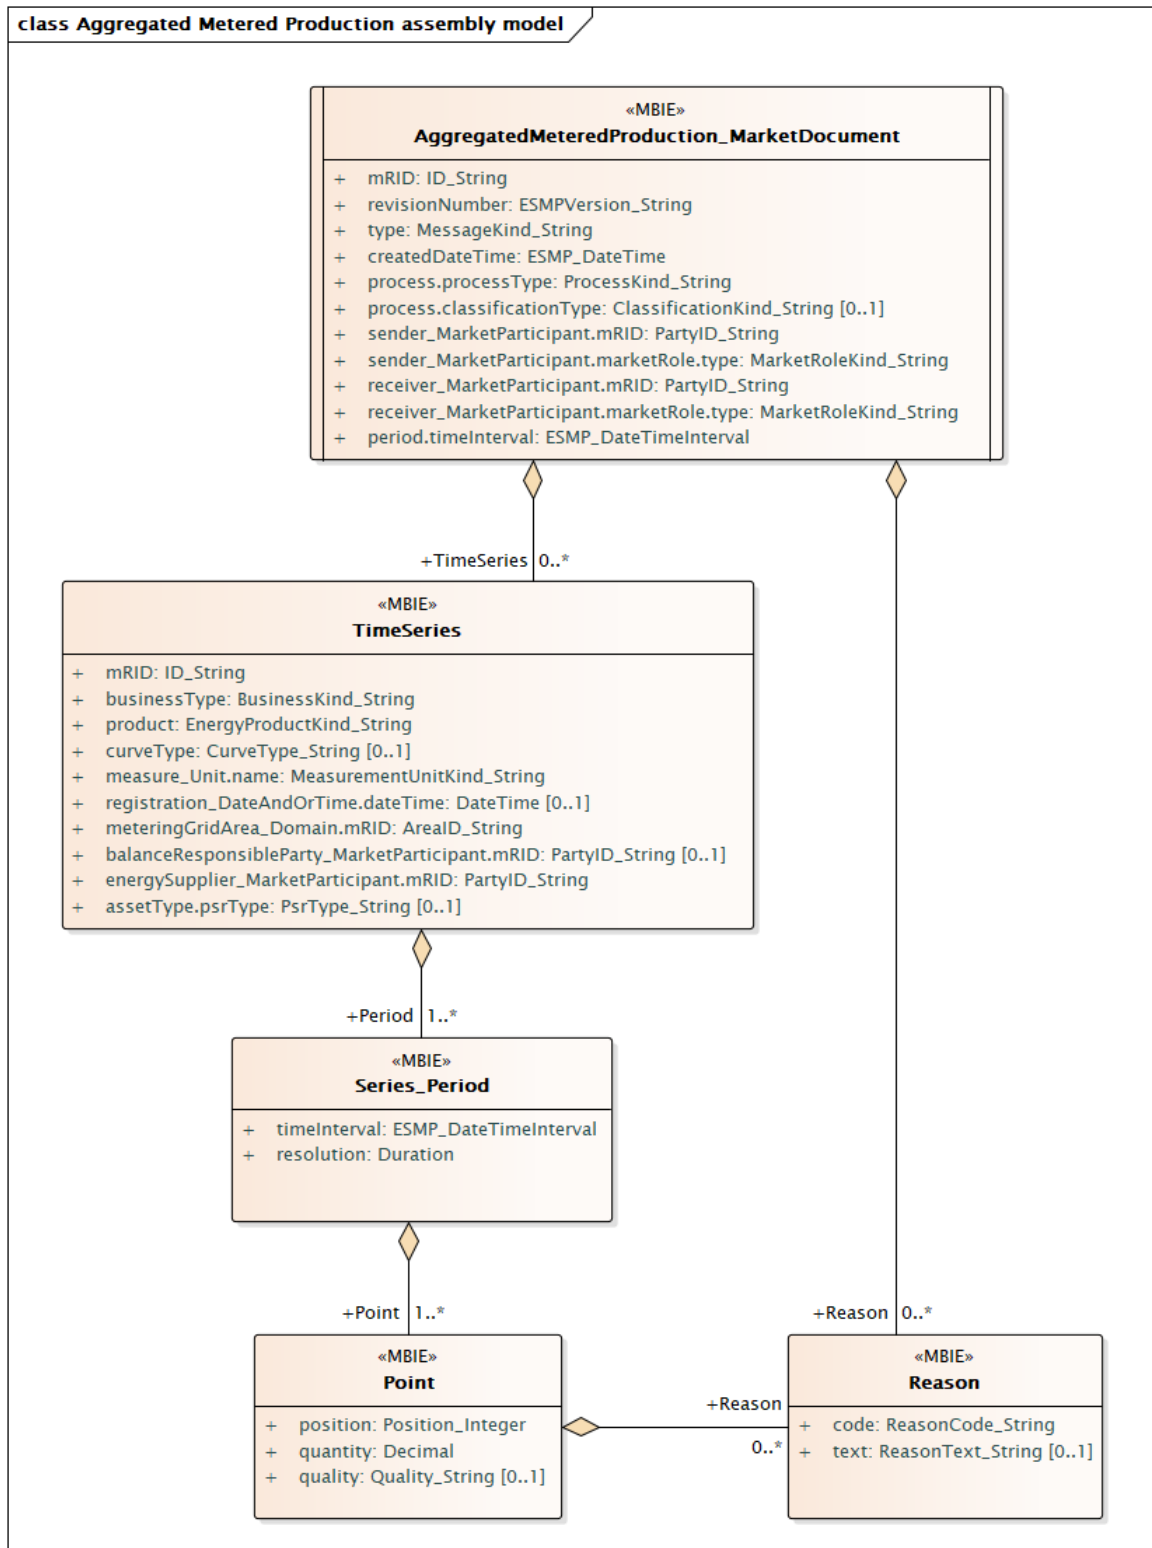 class Aggregated Metered Production assembly model
«MBIE»
AggregatedMeteredProduction_MarketDocument
+ mRID: ID_String
+ revisionNumber: ESMPVersion_String
+ type: MessageKind_String
+ createdDateTime: ESMP_DateTime
+ process.processType: ProcessKind_String
+ process.classificationType: ClassificationKind_String [0..1]
+ sender_MarketParticipant.mRID: PartyID_String
+ sender_MarketParticipant.marketRole.type: MarketRoleKind_String
+ receiver_MarketParticipant.mRID: PartyID_String
+ receiver_MarketParticipant.marketRole.type: MarketRoleKind_String
+ period.timeInterval: ESMP_DateTimeInterval
+TimeSeries 0..*
«MBIE»
TimeSeries
+ mRID: ID_String
+ businessType: BusinessKind_String
+ product: EnergyProductKind_String
+ curveType: CurveType_String [0..1]
+ measure_Unit.name: MeasurementUnitKind_String
+ registration_DateAndOrTime.dateTime: DateTime [0..1]
+ meteringGridArea_Domain.mRID: AreaID_String
+ balanceResponsibleParty_MarketParticipant.mRID: PartyID_String [0..1]
+ energySupplier_MarketParticipant.mRID: PartyID_String
+ assetType.psrType: PsrType_String [0..1]
+Period 1..*
«MBIE»
Series_Period
+ timeInterval: ESMP_DateTimeInterval
+ resolution: Duration
+Point 1..*
+Reason 0..*
«MBIE»
Point
+ position: Position_Integer
+ quantity: Decimal
+ quality: Quality_String [0..1]
+Reason
0..*
«MBIE»
Reason
+ code: ReasonCode_String
+ text: ReasonText_String [0..1]